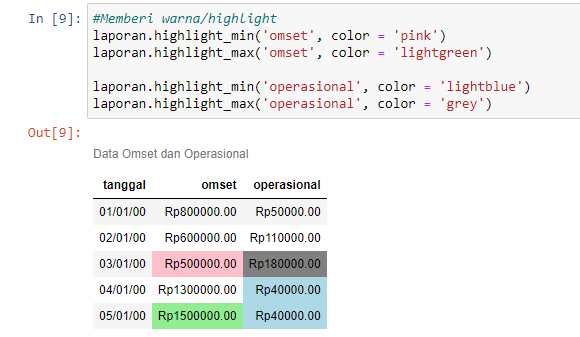 In [9]: #Memberi warna/highlight
laporan.highlight_min('omset', color = 'pink')
laporan.highlight_max('omset', color = 'lightgreen')
laporan.highlight_min('operasional', color = 'lightblue')
laporan.highlight_max('operasional', color = 'grey')
Out[9]:
Data Omset dan Operasional
tanggal omset operasional
01/01/00 Rp800000.00 Rp50000.00
02/01/00 Rp600000.00 Rp110000.00
03/01/00 Rp500000.00 Rp180000.00
04/01/00 Rp1300000.00 Rp40000.00
05/01/00 Rp1500000.00 Rp40000.00